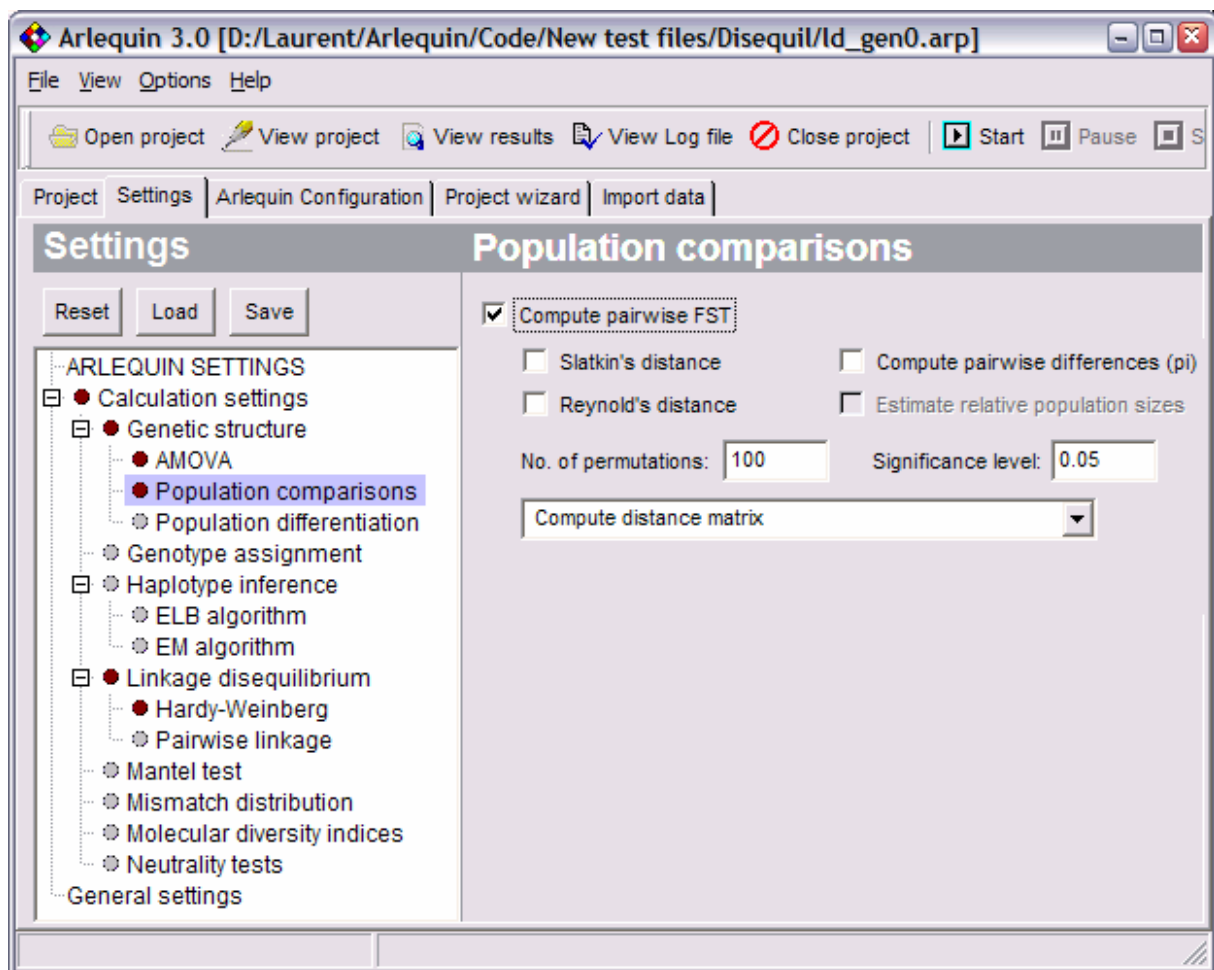 Arlequin 3.0 [D:/Laurent/Arlequin/Code/New test files/Disequil/ld_gen0.arp]
File View Options Help
Open project View project View results View Log file Close project Start Pause S
Project Settings Arlequin Configuration Project wizard Import data
Settings
Population comparisons
Reset Load Save
ARLEQUIN SETTINGS
Calculation settings
Genetic structure
AMOVA
Population comparisons
Population differentiation
Genotype assignment
Haplotype inference
ELB algorithm
EM algorithm
Linkage disequilibrium
Hardy-Weinberg
Pairwise linkage
Mantel test
Mismatch distribution
Molecular diversity indices
Neutrality tests
General settings
Compute pairwise FST
Slatkin's distance Compute pairwise differences (pi)
Reynold's distance Estimate relative population sizes
No. of permutations: 100 Significance level: 0.05
Compute distance matrix